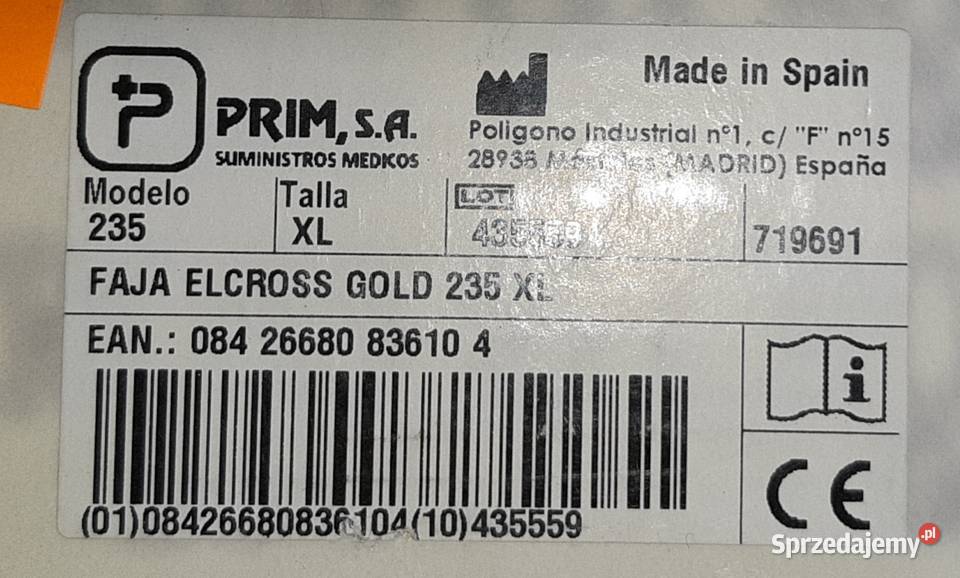 PRIM, S.A.
SUMINISTROS MEDICOS
Made in Spain
Poligono Industrial nº1, c/ "F" nº15
28938 (MADRID) España
Modelo
235
Talla
XL
LOT
719691
FAJA ELCROSS GOLD 235 XL
EAN.: 084 26680 83610 4
(01)08426680836104(10)435559
i
CE
Sprzedajemy.pl